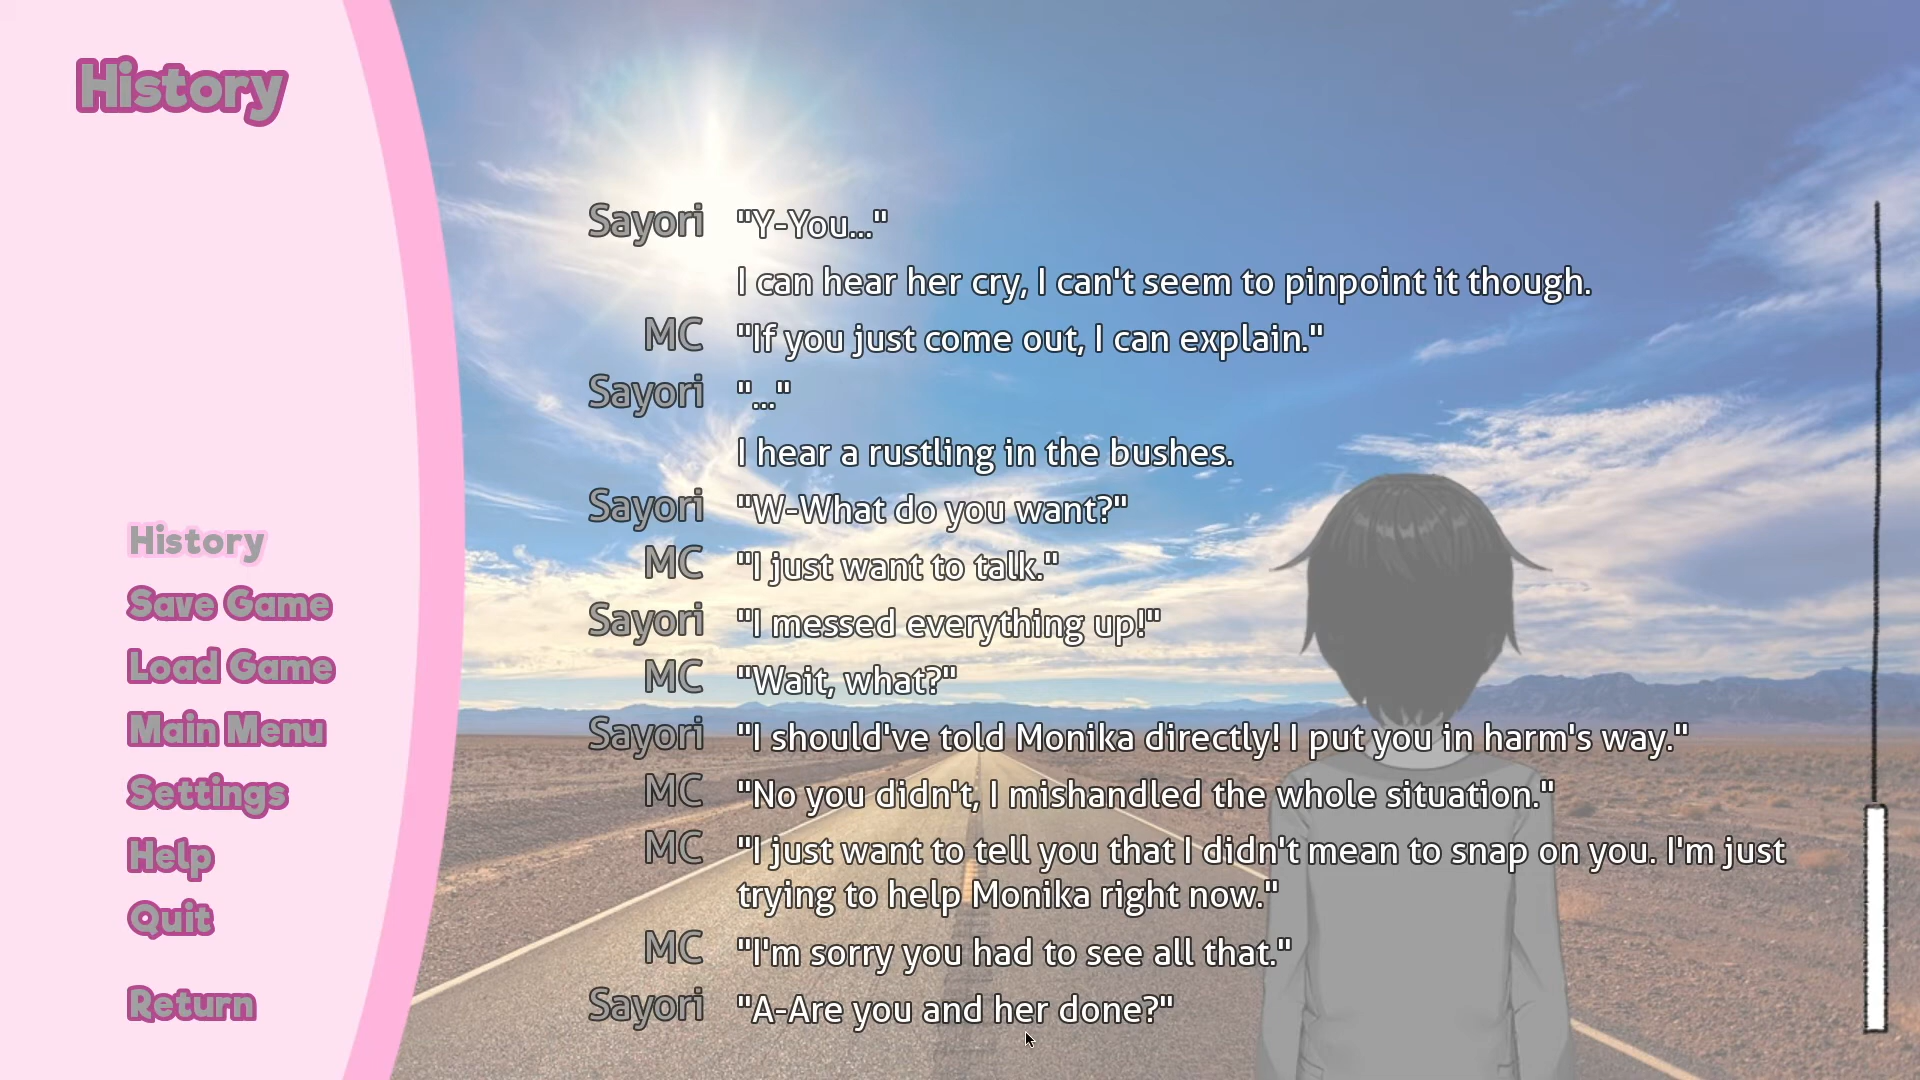 History
Sayori "Y-You..."
I can hear her cry, I can't seem to pinpoint it though.
MC "If you just come out, I can explain."
Sayori "..."
I hear a rustling in the bushes.
Sayori "W-What do you want?"
MC "I just want to talk."
Sayori "I messed everything up!"
MC "Wait, what?"
Sayori "I should've told Monika directly! I put you in harm's way."
MC "No you didn't, I mishandled the whole situation."
MC "I just want to tell you that I didn't mean to snap on you. I'm just
trying to help Monika right now."
MC "I'm sorry you had to see all that."
Sayori "A-Are you and her done?"
History
Save Game
Load Game
Main Menu
Settings
Help
Quit
Return